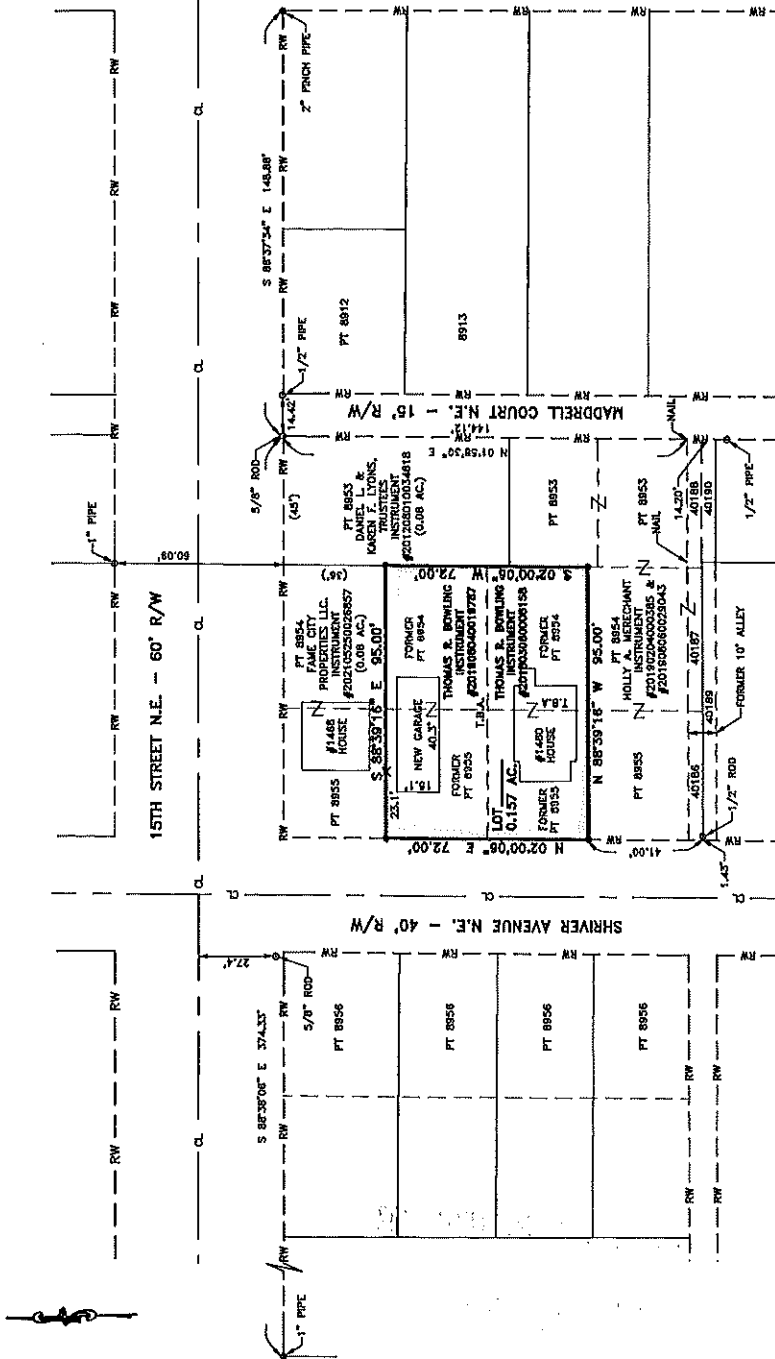 1" PIPE
60.09'
15TH STREET N.E. - 60' R/W
S 88°37'54" E 148.88'
2" PINCH PIPE
1/2" PIPE
5/8" ROD
14.42'
(45')
(36')
27.4'
5/8" ROD
S 88°38'06" E 374.33'
1" PIPE
SHRIVER AVENUE N.E. - 40' R/W
MADDRELL COURT N.E. - 15' R/W
144.12'
N 01°58'30" E
PT 8912
8913
PT 8953
DANIEL L. &
KAREN F. LYONS,
TRUSTEES
INSTRUMENT
#201208010034618
(0.08 AC.)
PT 8953
PT 8953
PT 8954
FAME CITY
PROPERTIES LLC.
INSTRUMENT
#202105250026857
(0.08 AC.)
#1468
HOUSE
PT 8955
S 88°39'16" E 95.00'
23.1'
NEW GARAGE
40.3'
16.1'
FORMER
PT 8954
THOMAS R. BOWLING
INSTRUMENT
#201908040019787
FORMER
PT 8955
T.B.A.
THOMAS R. BOWLING
INSTRUMENT
FORMER
PT 8954
T.B.A
#1460
HOUSE
LOT
0.157 AC.
FORMER
PT 8955
N 02°00'06" E 72.00'
S 02°00'06" W 72.00'
N 88°39'16" W 95.00'
PT 8954
HOLLY A. MERECHANT
INSTRUMENT
#20190204000385 &
#201908060029043
PT 8955
41.00'
1.43'
1/2" ROD
40186
40187
40188
40189
40190
NAIL
NAIL
14.20'
1/2" PIPE
FORMER 10' ALLEY
PT 8956
PT 8956
PT 8956
PT 8956
RW
CL